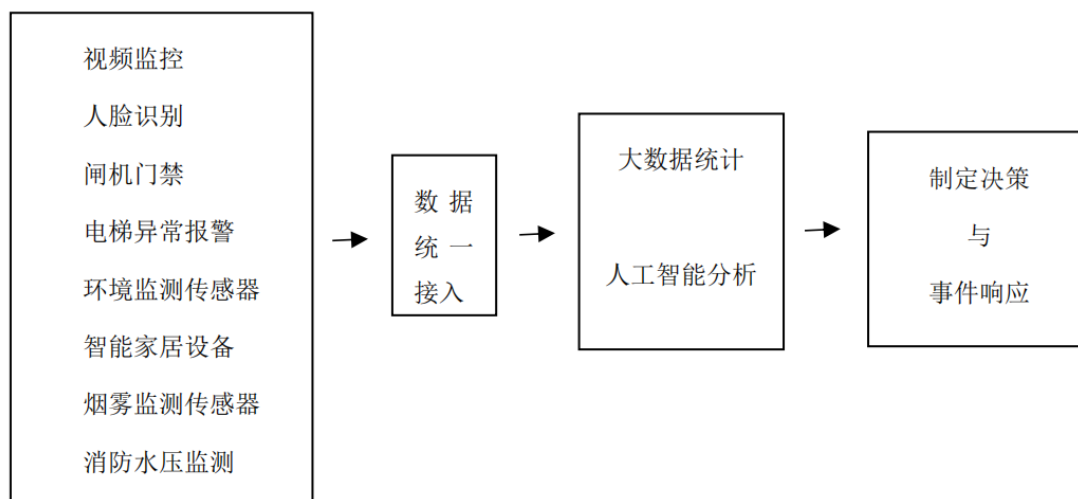 视频监控
人脸识别
闸机门禁
电梯异常报警
环境监测传感器
智能家居设备
烟雾监测传感器
消防水压监测
数据
统一
接入
大数据统计
人工智能分析
制定决策
与
事件响应